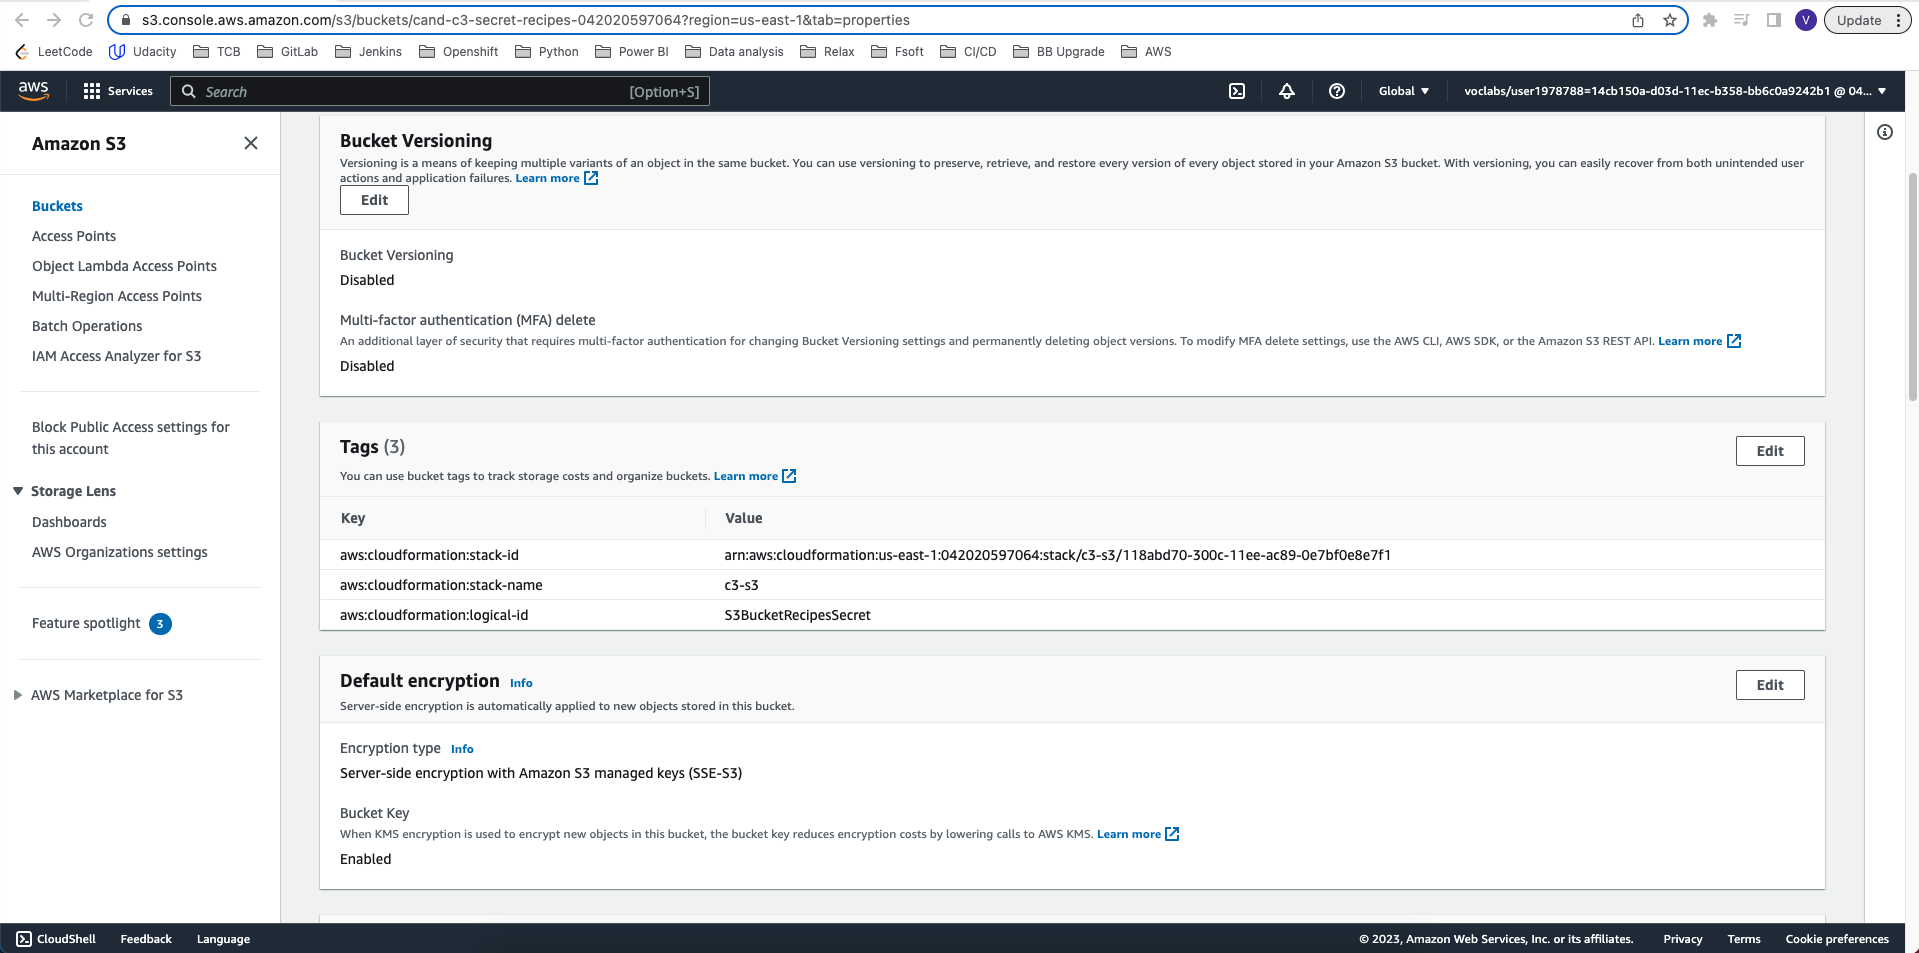 s3.console.aws.amazon.com/s3/buckets/cand-c3-secret-recipes-042020597064?region=us-east-1&tab=properties
V
Update
LeetCode
Udacity
TCB
GitLab
Jenkins
Openshift
Python
Power BI
Data analysis
Relax
Fsoft
CI/CD
BB Upgrade
AWS
aws
Services
Search
[Option+S]
Global
voclabs/user1978788=14cb150a-d03d-11ec-b358-bb6c0a9242b1 @ 04...
Amazon S3
Buckets
Access Points
Object Lambda Access Points
Multi-Region Access Points
Batch Operations
IAM Access Analyzer for S3
Block Public Access settings for
this account
Storage Lens
Dashboards
AWS Organizations settings
Feature spotlight 3
AWS Marketplace for S3
Bucket Versioning
Versioning is a means of keeping multiple variants of an object in the same bucket. You can use versioning to preserve, retrieve, and restore every version of every object stored in your Amazon S3 bucket. With versioning, you can easily recover from both unintended user
actions and application failures. Learn more
Edit
Bucket Versioning
Disabled
Multi-factor authentication (MFA) delete
An additional layer of security that requires multi-factor authentication for changing Bucket Versioning settings and permanently deleting object versions. To modify MFA delete settings, use the AWS CLI, AWS SDK, or the Amazon S3 REST API. Learn more
Disabled
Tags (3)
Edit
You can use bucket tags to track storage costs and organize buckets. Learn more
Key Value
aws:cloudformation:stack-id arn:aws:cloudformation:us-east-1:042020597064:stack/c3-s3/118abd70-300c-11ee-ac89-0e7bf0e8e7f1
aws:cloudformation:stack-name c3-s3
aws:cloudformation:logical-id S3BucketRecipesSecret
Default encryption Info
Edit
Server-side encryption is automatically applied to new objects stored in this bucket.
Encryption type Info
Server-side encryption with Amazon S3 managed keys (SSE-S3)
Bucket Key
When KMS encryption is used to encrypt new objects in this bucket, the bucket key reduces encryption costs by lowering calls to AWS KMS. Learn more
Enabled
CloudShell
Feedback
Language
© 2023, Amazon Web Services, Inc. or its affiliates.
Privacy
Terms
Cookie preferences